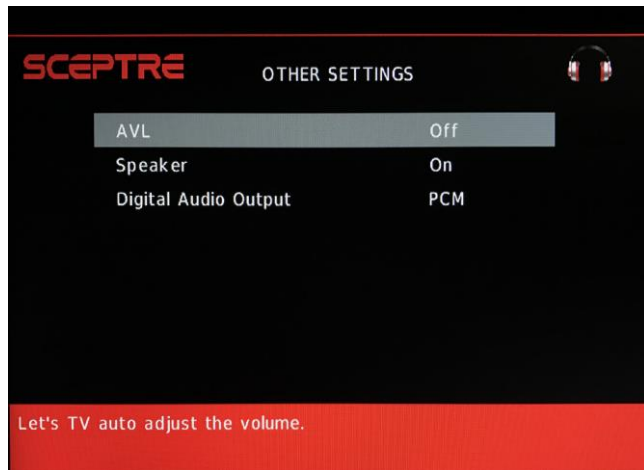 SCEPTRE OTHER SETTINGS
AVL Off
Speaker On
Digital Audio Output PCM
Let's TV auto adjust the volume.